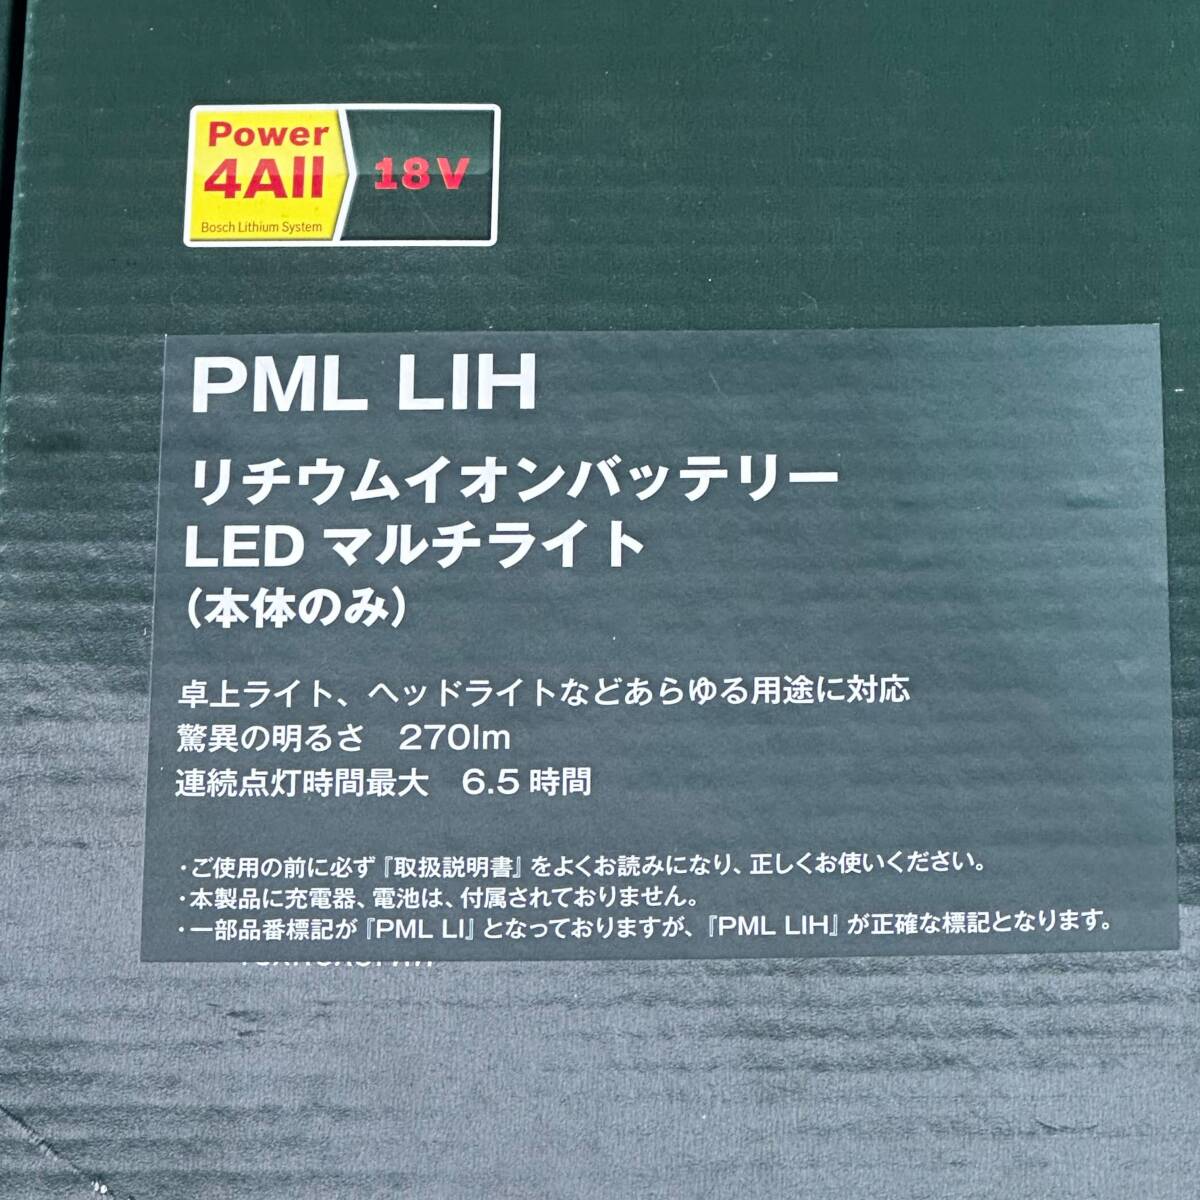 Power
4All
18V
Bosch Lithium System
PML LIH
リチウムイオンバッテリー
LED マルチライト
（本体のみ）
卓上ライト、ヘッドライトなどあらゆる用途に対応
驚異の明るさ　270lm
連続点灯時間最大　6.5 時間
・ご使用の前に必ず『取扱説明書』をよくお読みになり、正しくお使いください。
・本製品に充電器、電池は、付属されておりません。
・一部品番標記が『PML LI』となっておりますが、『PML LIH』が正確な標記となります。